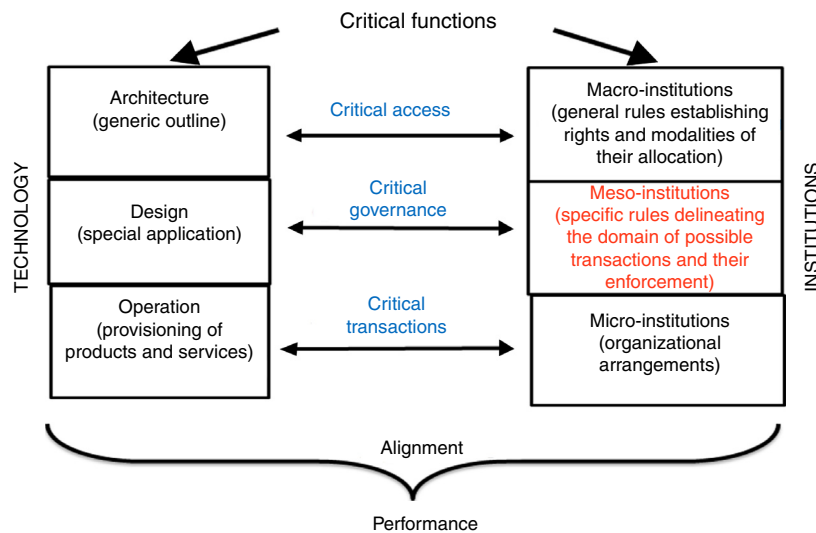 Critical functions
TECHNOLOGY
Architecture
(generic outline)
Critical access
Macro-institutions
(general rules establishing
rights and modalities of
their allocation)
Design
(special application)
Critical
governance
Meso-institutions
(specific rules delineating
the domain of possible
transactions and their
enforcement)
Operation
(provisioning of
products and services)
Critical
transactions
Micro-institutions
(organizational
arrangements)
INSTITUTIONS
Alignment
Performance